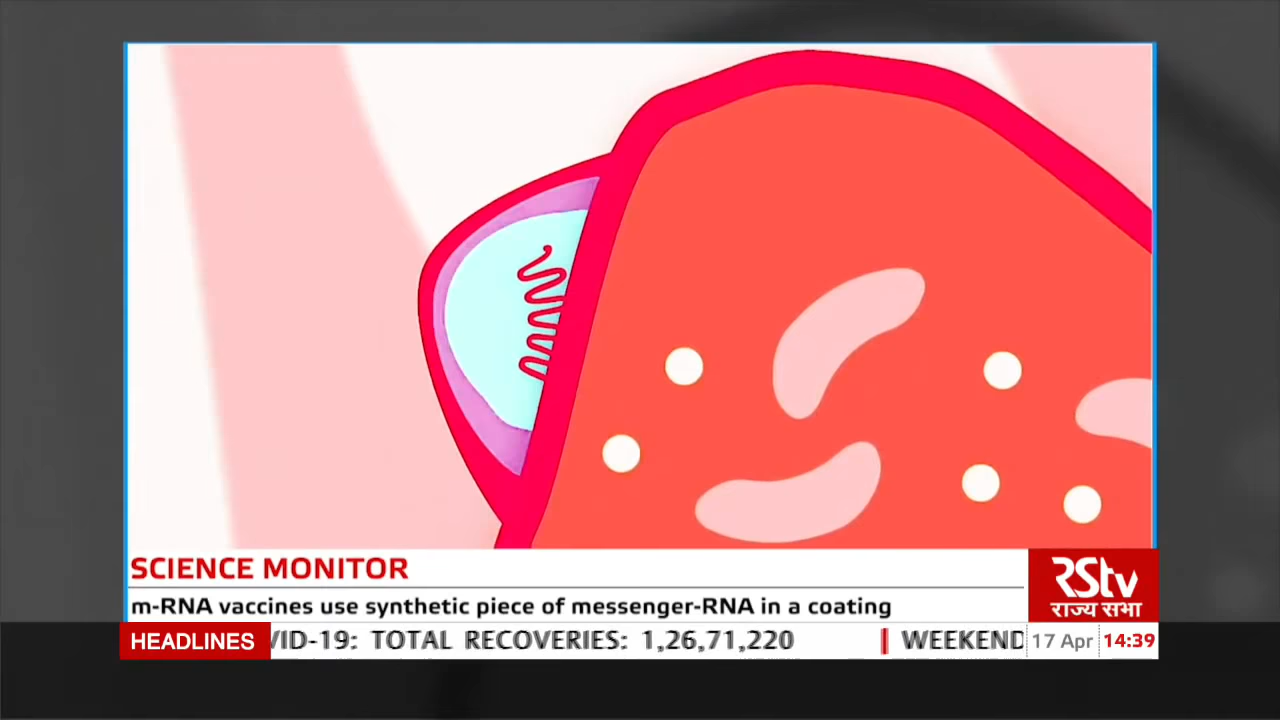 SCIENCE MONITOR
m-RNA vaccines use synthetic piece of messenger-RNA in a coating
RStv
राज्य सभा
HEADLINES
VID-19: TOTAL RECOVERIES: 1,26,71,220 | WEEKEND
17 Apr
14:39